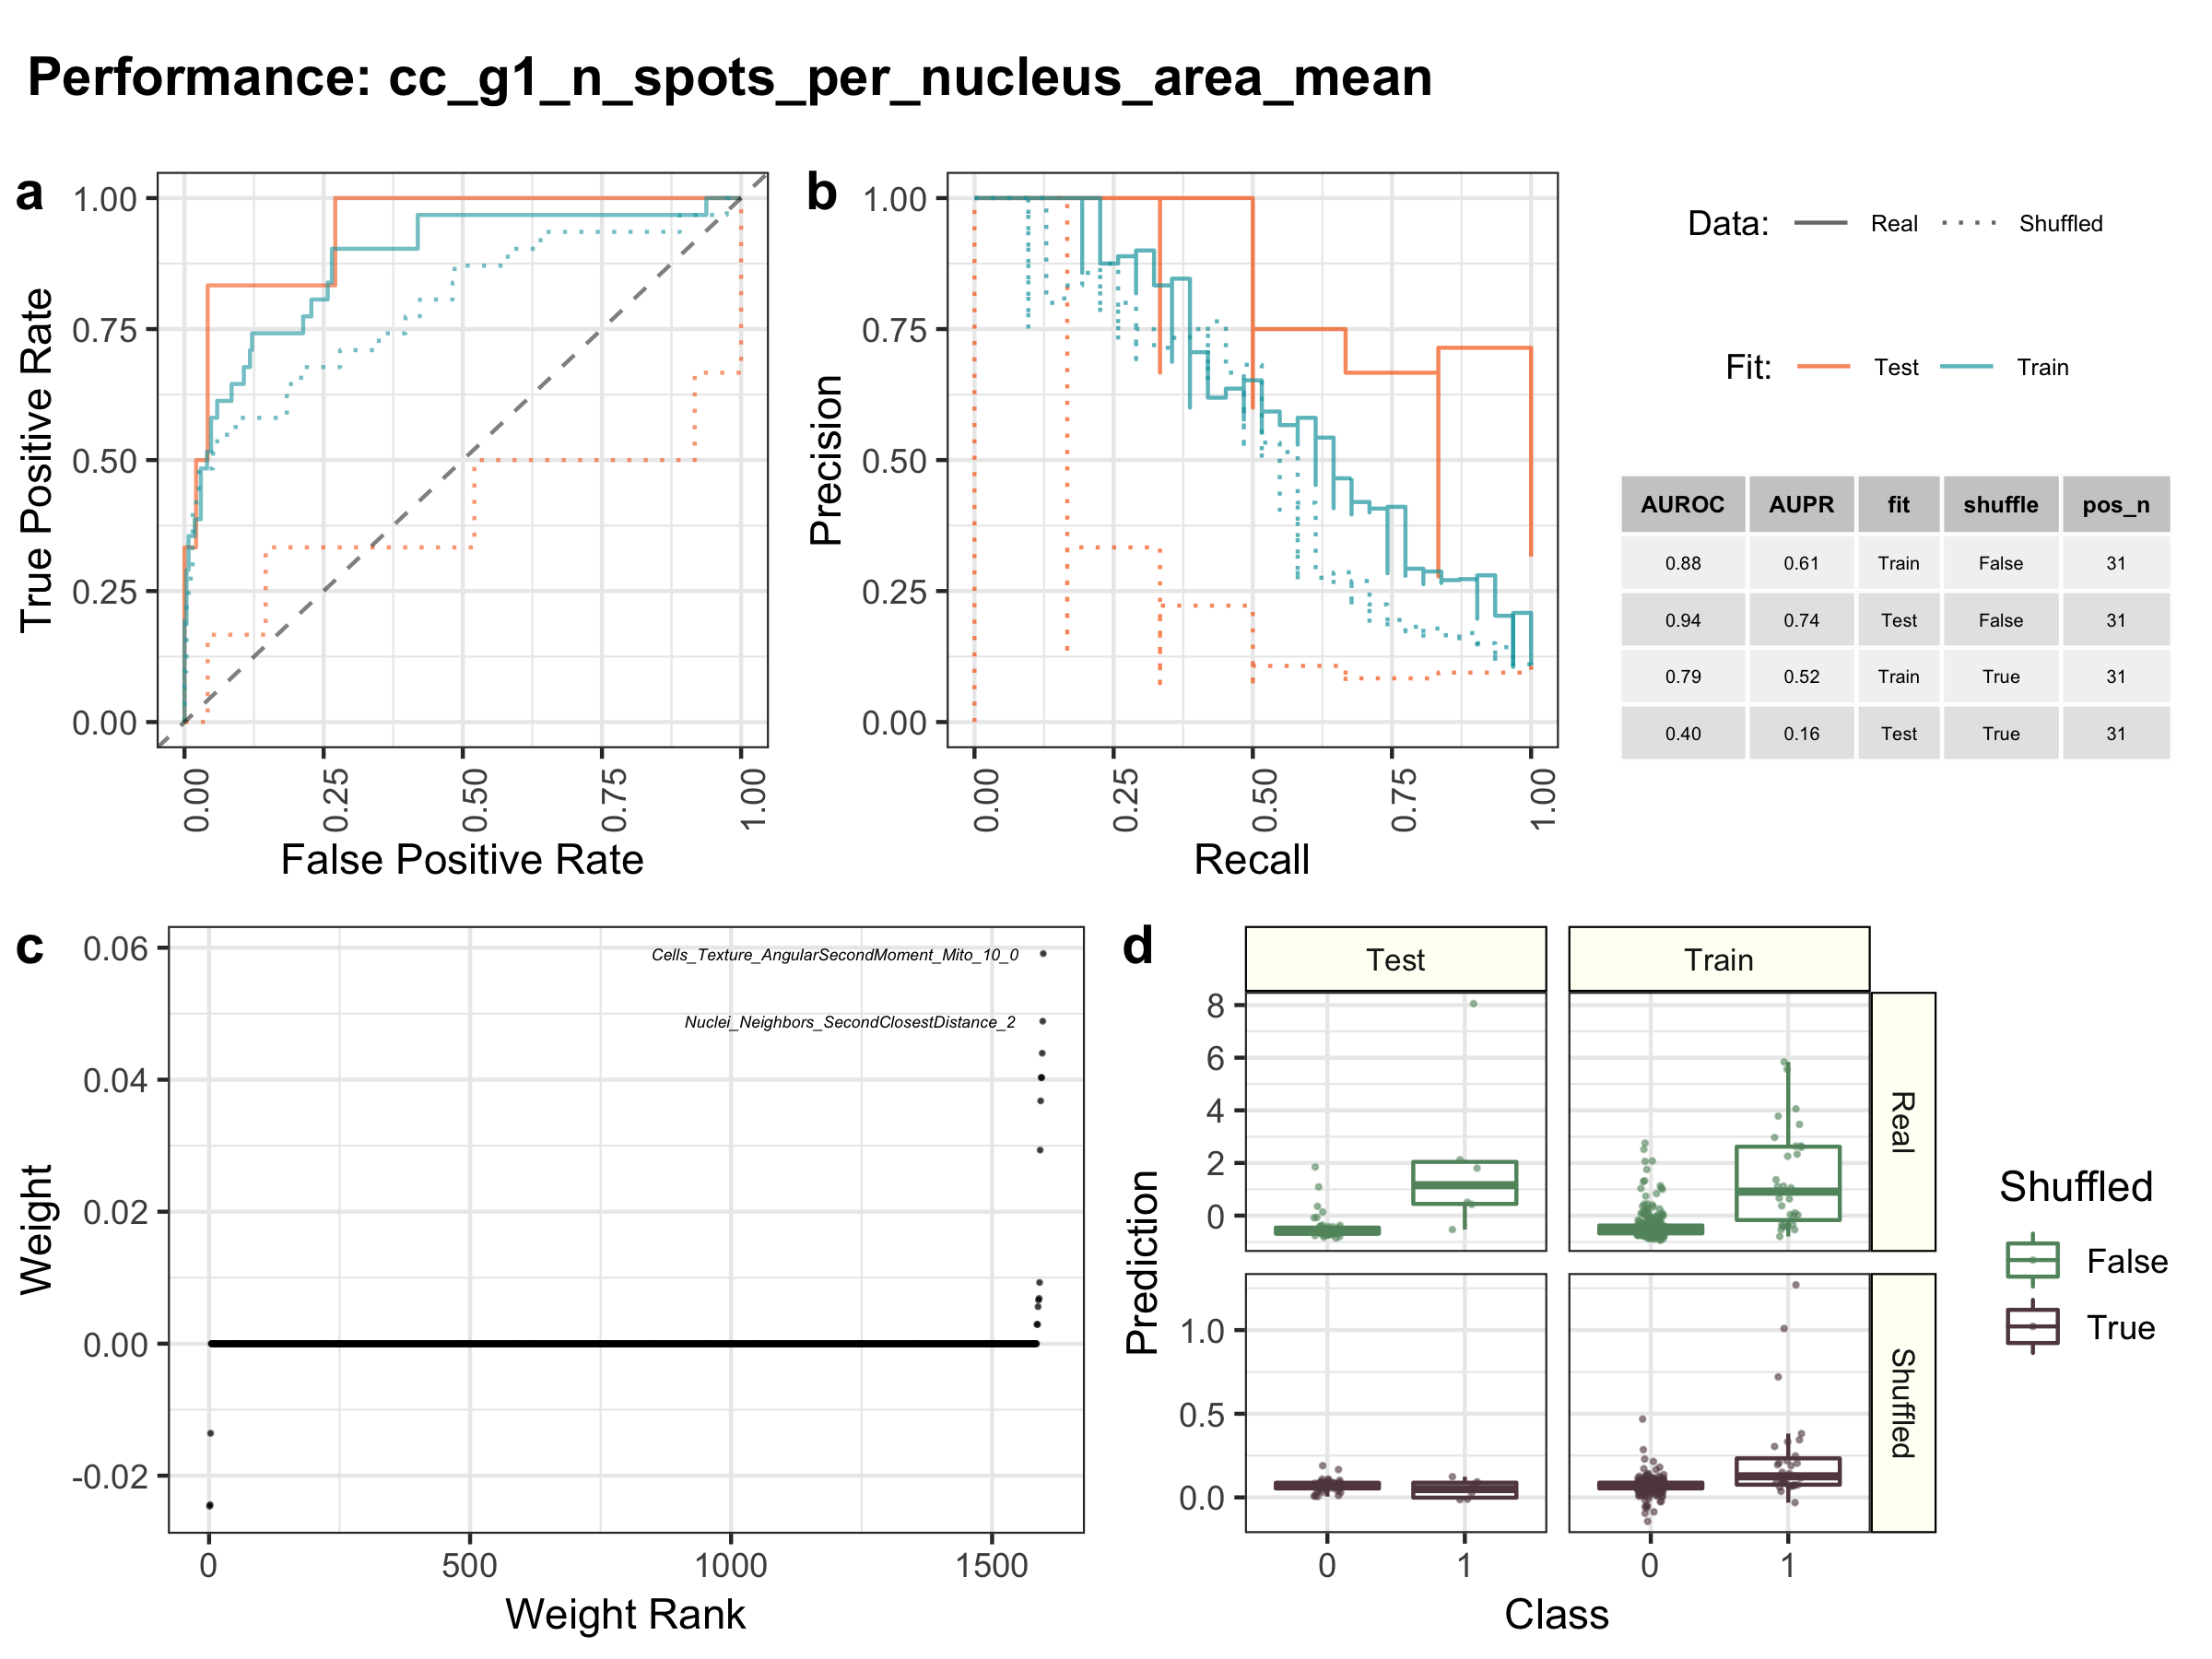 Performance: cc_g1_n_spots_per_nucleus_area_mean
a
1.00
0.75
0.50
0.25
0.00
True Positive Rate
0.00
0.25
0.50
0.75
1.00
False Positive Rate
b
1.00
0.75
0.50
0.25
0.00
Precision
0.00
0.25
0.50
0.75
1.00
Recall
Data: Real Shuffled
Fit: Test Train
AUROC AUPR fit shuffle pos_n
0.88 0.61 Train False 31
0.94 0.74 Test False 31
0.79 0.52 Train True 31
0.40 0.16 Test True 31
c
0.06
0.04
0.02
0.00
-0.02
Weight
Cells_Texture_AngularSecondMoment_Mito_10_0
Nuclei_Neighbors_SecondClosestDistance_2
0
500
1000
1500
Weight Rank
d
Test
Train
8
6
4
2
0
Real
Prediction
1.0
0.5
0.0
Shuffled
0
1
0
1
Class
Shuffled
False
True